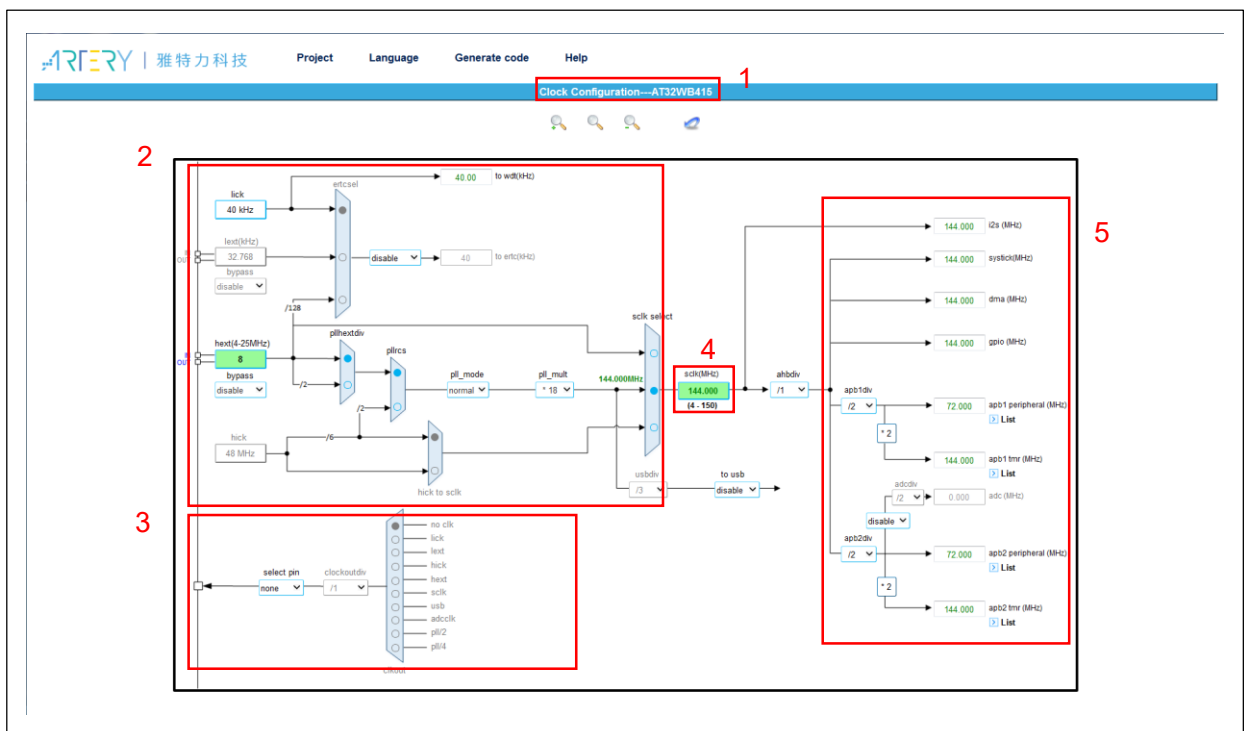 ARTERY | 雅特力科技 Project Language Generate code Help
1
Clock Configuration---AT32WB415
2
ertcsel
40.00 to wdt(kHz)
lick
40 kHz
lext(kHz)
32.768
IN
OUT
bypass
disable
disable
40 to ertc(kHz)
/128
hext(4-25MHz)
8
IN
OUT
bypass
disable
pllhextdiv
/2
pllrcs
/2
pll_mode
normal
pll_mult
* 18
144.000MHz
sclk select
hick
48 MHz
/6
hick to sclk
usbdiv
/3
to usb
disable
4
sclk(MHz)
144.000
(4 - 150)
ahbdiv
/1
5
144.000 i2s (MHz)
144.000 systick(MHz)
144.000 dma (MHz)
144.000 gpio (MHz)
apb1div
/2
72.000 apb1 peripheral (MHz)
List
* 2
144.000 apb1 tmr (MHz)
List
adcdiv
/2
0.000 adc (MHz)
disable
apb2div
/2
72.000 apb2 peripheral (MHz)
List
* 2
144.000 apb2 tmr (MHz)
List
3
select pin
none
clockoutdiv
/1
no clk
lick
lext
hick
hext
sclk
usb
adcclk
pll/2
pll/4
clkout